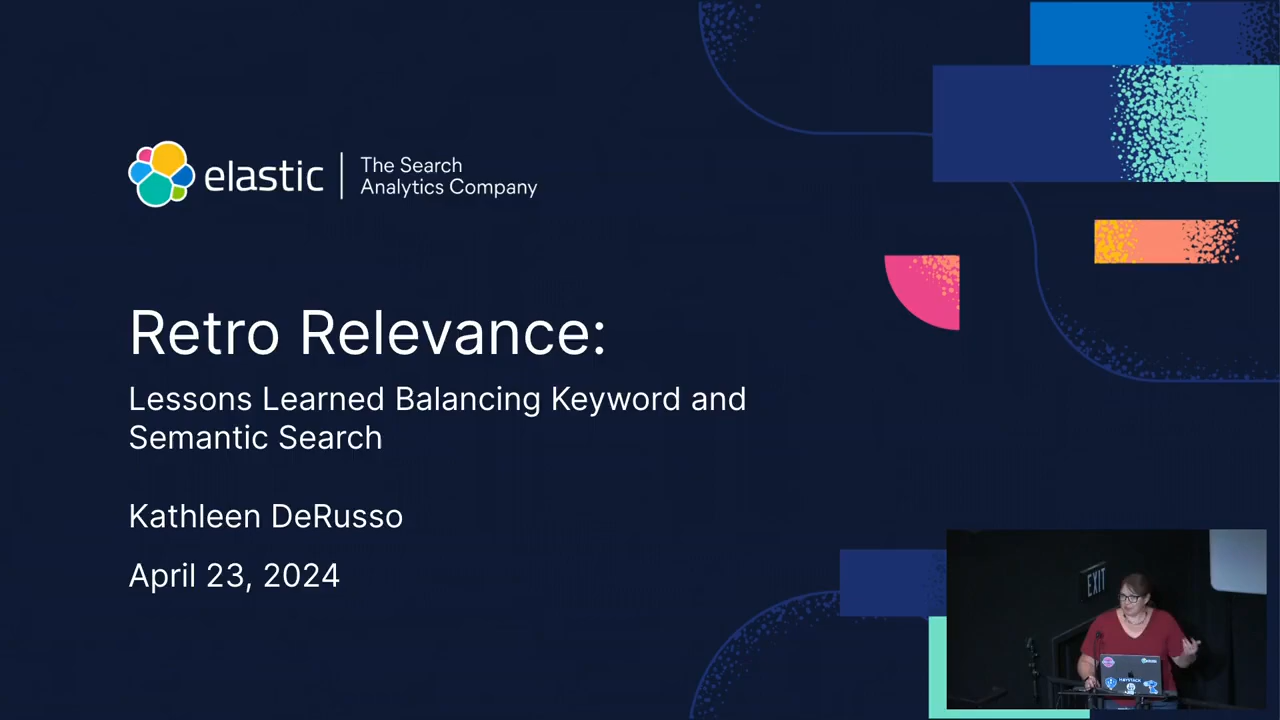 elastic
The Search
Analytics Company
Retro Relevance:
Lessons Learned Balancing Keyword and
Semantic Search
Kathleen DeRusso
April 23, 2024
EXIT
HAYSTACK